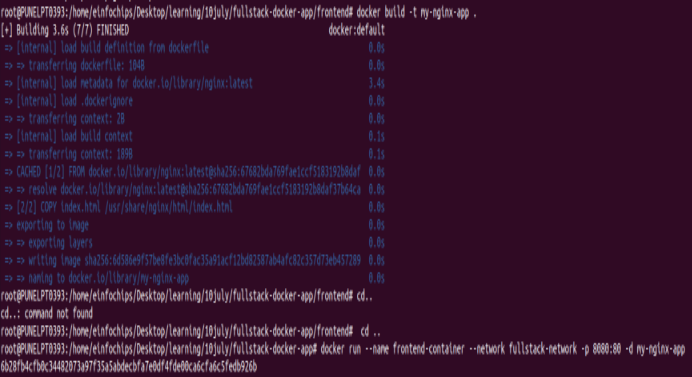 root@PUNELPT0393:/home/einfochips/Desktop/learning/10july/fullstack-docker-app/frontend# docker build -t my-nginx-app .
[+] Building 3.6s (7/7) FINISHED docker:default
=> [internal] load build definition from dockerfile 0.0s
=> => transferring dockerfile: 104B 0.0s
=> [internal] load metadata for docker.io/library/nginx:latest 3.4s
=> [internal] load .dockerignore 0.0s
=> => transferring context: 2B 0.0s
=> [internal] load build context 0.1s
=> => transferring context: 189B 0.1s
=> CACHED [1/2] FROM docker.io/library/nginx:latest@sha256:67682bda769fae1ccf5183192b8daf 0.0s
=> => resolve docker.io/library/nginx:latest@sha256:67682bda769fae1ccf5183192b8daf37b64ca 0.0s
=> [2/2] COPY index.html /usr/share/nginx/html/index.html 0.0s
=> exporting to image 0.0s
=> => exporting layers 0.0s
=> => writing image 0.0s
=> => naming to docker.io/library/my-nginx-app 0.0s
root@PUNELPT0393:/home/einfochips/Desktop/learning/10july/fullstack-docker-app/frontend# cd..
cd..: command not found
root@PUNELPT0393:/home/einfochips/Desktop/learning/10july/fullstack-docker-app/frontend# cd ..
root@PUNELPT0393:/home/einfochips/Desktop/learning/10july/fullstack-docker-app# docker run --name frontend-container --network fullstack-network -p 8080:80 -d my-nginx-app